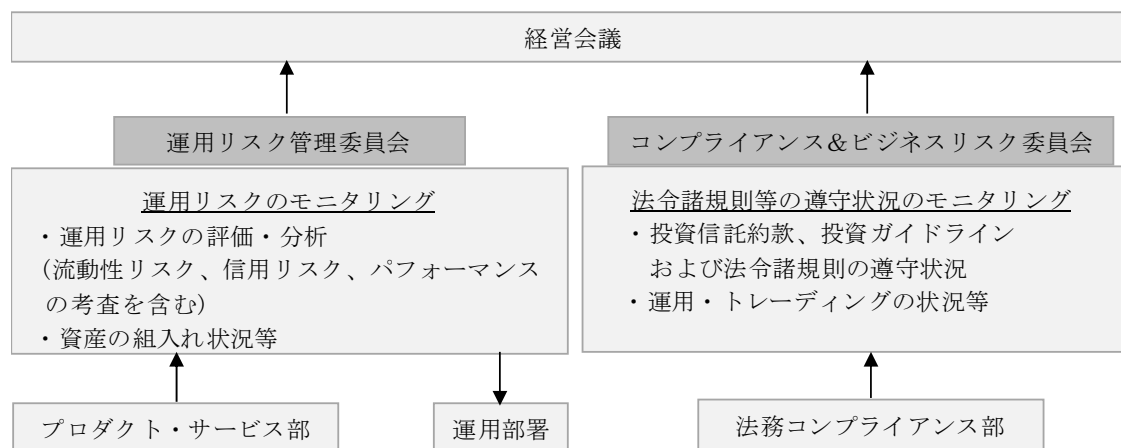 経営会議
運用リスク管理委員会
運用リスクのモニタリング
・運用リスクの評価・分析
(流動性リスク、信用リスク、パフォーマンス
の考査を含む)
・資産の組入れ状況等
プロダクト・サービス部
運用部署
コンプライアンス&ビジネスリスク委員会
法令諸規則等の遵守状況のモニタリング
・投資信託約款、投資ガイドライン
および法令諸規則の遵守状況
・運用・トレーディングの状況等
法務コンプライアンス部